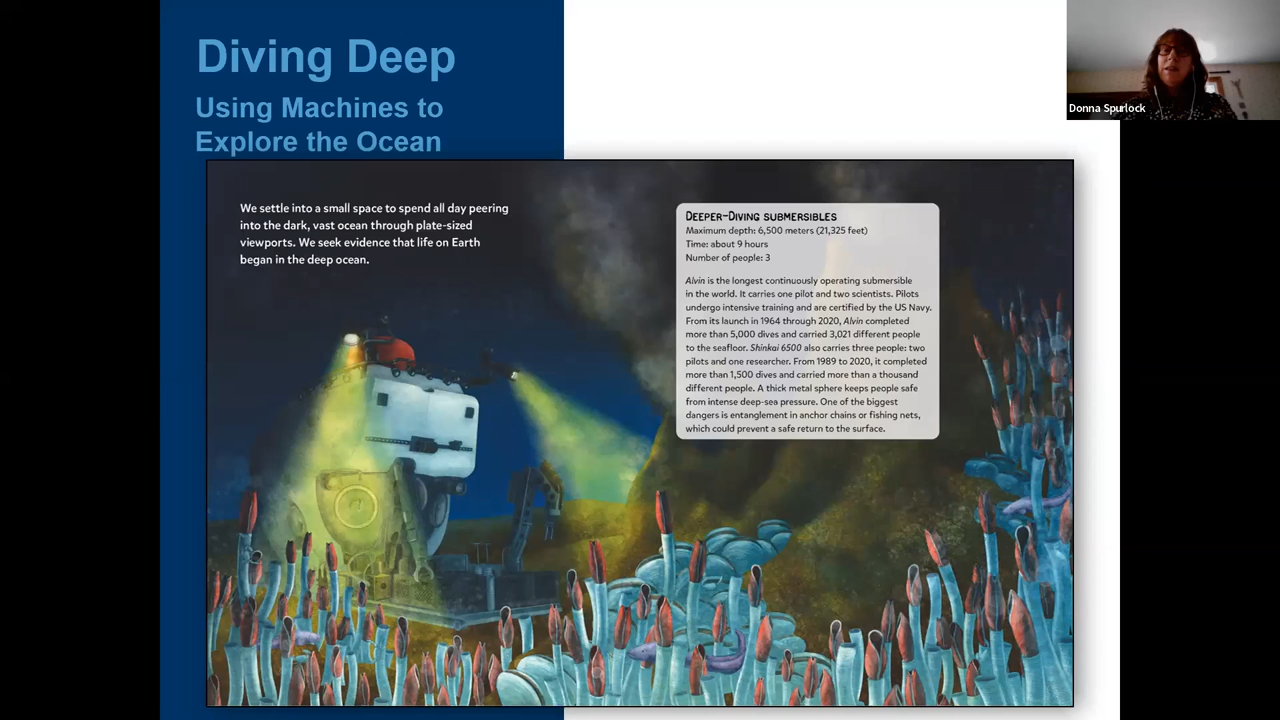 Diving Deep
Using Machines to
Explore the Ocean
Donna Spurlock
We settle into a small space to spend all day peering
into the dark, vast ocean through plate-sized
viewports. We seek evidence that life on Earth
began in the deep ocean.
Deeper-Diving submersibles
Maximum depth: 6,500 meters (21,325 feet)
Time: about 9 hours
Number of people: 3
Alvin is the longest continuously operating submersible
in the world. It carries one pilot and two scientists. Pilots
undergo intensive training and are certified by the US Navy.
From its launch in 1964 through 2020, Alvin completed
more than 5,000 dives and carried 3,021 different people
to the seafloor. Shinkai 6500 also carries three people: two
pilots and one researcher. From 1989 to 2020, it completed
more than 1,500 dives and carried more than a thousand
different people. A thick metal sphere keeps people safe
from intense deep-sea pressure. One of the biggest
dangers is entanglement in anchor chains or fishing nets,
which could prevent a safe return to the surface.